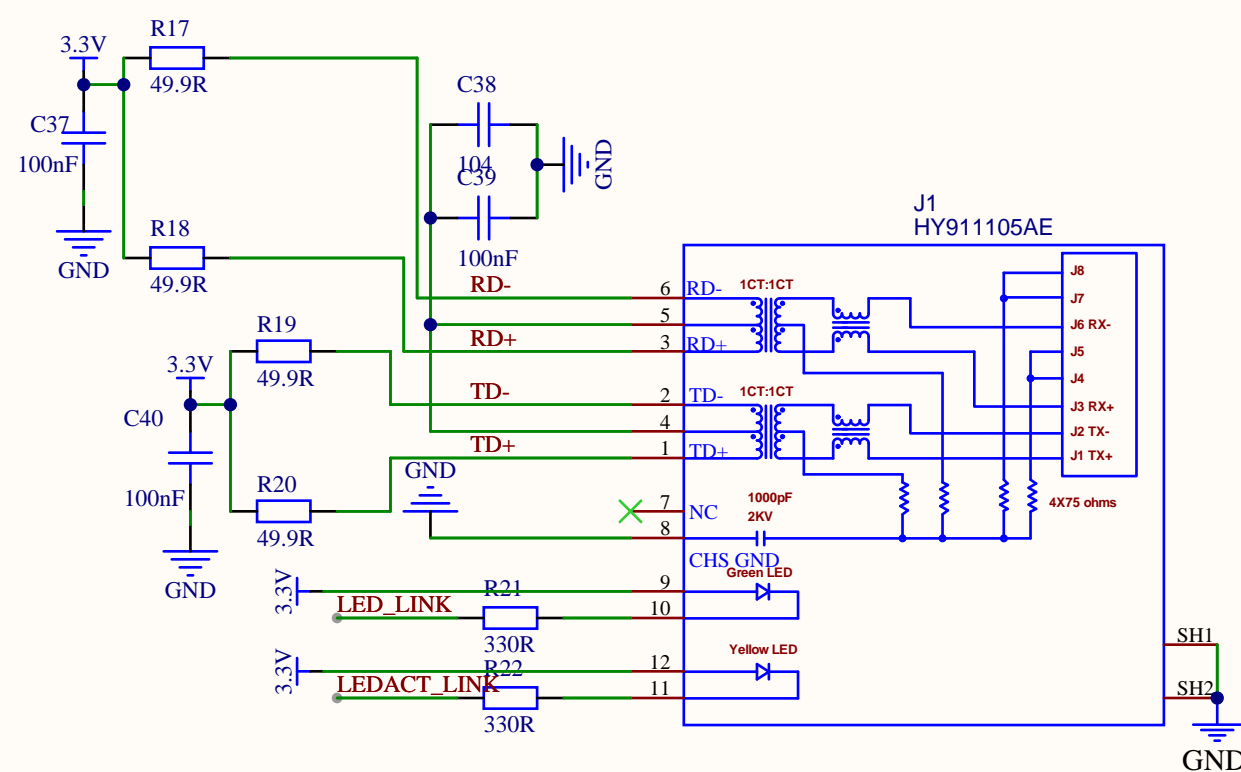 R17
3.3V
49.9R
C37
100nF
GND
R18
49.9R
C38
104
C39
100nF
GND
J1
HY911105AE
RD-
6
RD-
5
RD+
3
RD+
1CT:1CT
R19
49.9R
3.3V
C40
100nF
GND
R20
49.9R
TD-
2
TD-
4
TD+
1
TD+
1CT:1CT
GND
7
NC
8
CHS GND
1000pF
2KV
4X75 ohms
J8
J7
J6 RX-
J5
J4
J3 RX+
J2 TX-
J1 TX+
3.3V
9
Green LED
LED_LINK
R21
330R
10
3.3V
12
Yellow LED
LEDACT_LINK
R22
330R
11
SH1
SH2
GND